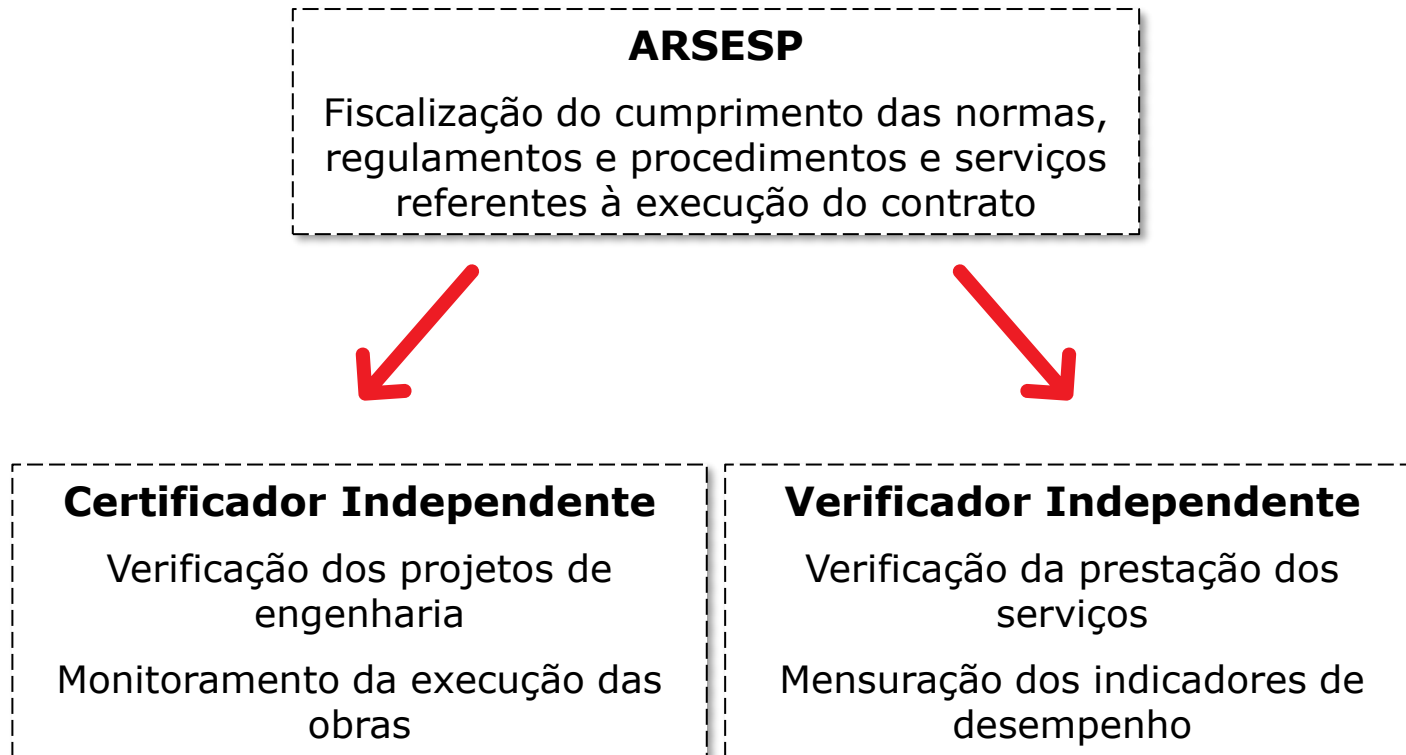 ARSESP
Fiscalização do cumprimento das normas,
regulamentos e procedimentos e serviços
referentes à execução do contrato
Certificador Independente
Verificação dos projetos de
engenharia
Monitoramento da execução das
obras
Verificador Independente
Verificação da prestação dos
serviços
Mensuração dos indicadores de
desempenho